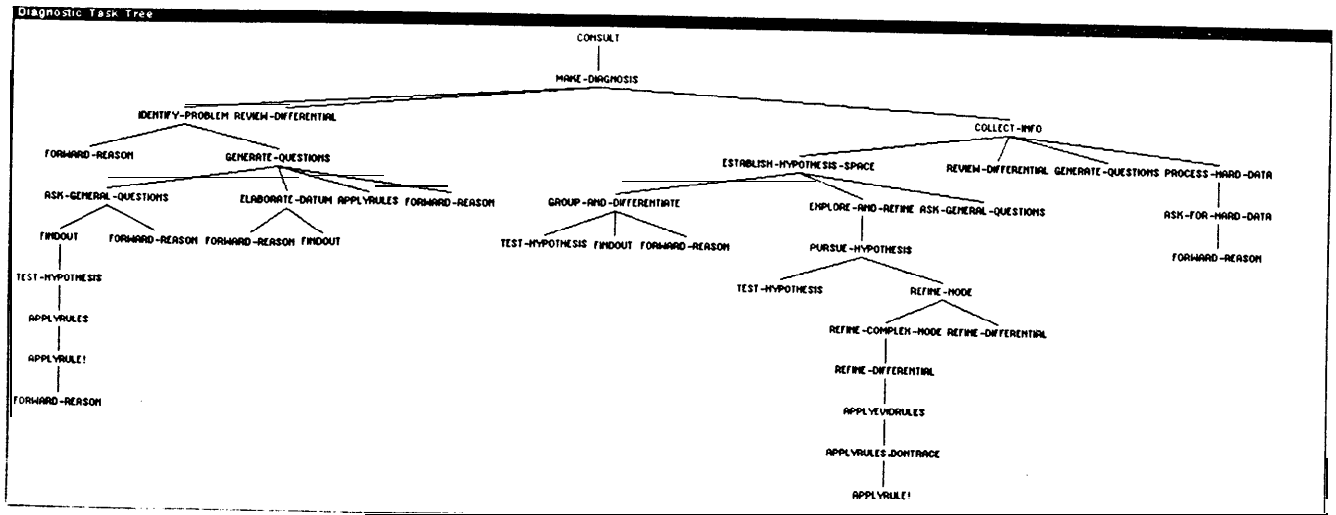 Diagnostic Task Tree
CONSULT
MAKE-DIAGNOSIS
IDENTIFY-PROBLEM REVIEW-DIFFERENTIAL
COLLECT-INFO
FORWARD-REASON GENERATE-QUESTIONS ESTABLISH-HYPOTHESIS-SPACE REVIEW-DIFFERENTIAL GENERATE-QUESTIONS PROCESS-HARD-DATA
ASK-GENERAL-QUESTIONS ELABORATE-DATUM APPLYRULES FORWARD-REASON GROUP-AND-DIFFERENTIATE EXPLORE-AND-REFINE ASK-GENERAL-QUESTIONS ASK-FOR-HARD-DATA
FINDOUT FORWARD-REASON FORWARD-REASON FINDOUT TEST-HYPOTHESIS FINDOUT FORWARD-REASON PURSUE-HYPOTHESIS FORWARD-REASON
TEST-HYPOTHESIS TEST-HYPOTHESIS REFINE-NODE
APPLYRULES REFINE-COMPLEX-NODE REFINE-DIFFERENTIAL
APPLYRULE! REFINE-DIFFERENTIAL
FORWARD-REASON APPLYEVIDRULES
APPLYRULES.DONTRACE
APPLYRULE!